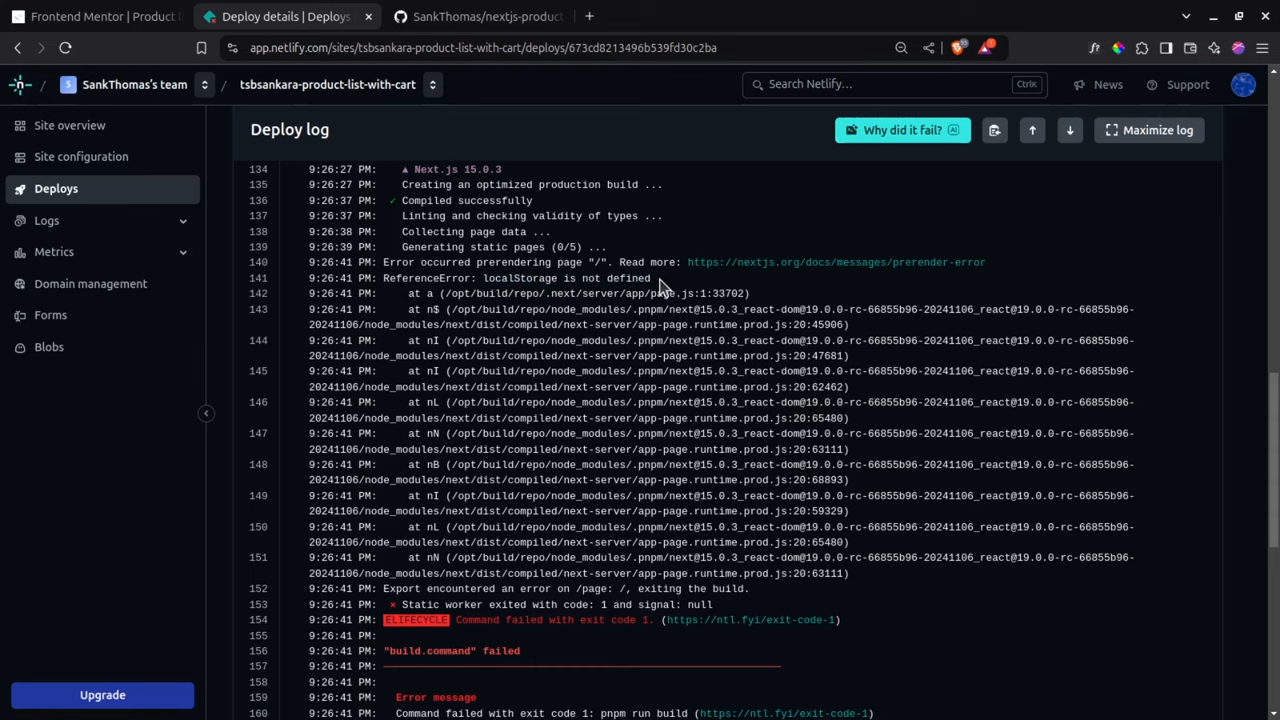 Frontend Mentor | Product l
Deploy details | Deploys
SankThomas/nextjs-product
app.netlify.com/sites/tsbsankara-product-list-with-cart/deploys/673cd8213496b539fd30c2ba
SankThomas's team
tsbsankara-product-list-with-cart
Search Netlify…
Ctrl K
News
Support
Site overview
Site configuration
Deploys
Logs
Metrics
Domain management
Forms
Blobs
Upgrade
Deploy log
Why did it fail? AI
Maximize log
134 9:26:27 PM: ▲ Next.js 15.0.3
135 9:26:27 PM: Creating an optimized production build ...
136 9:26:37 PM: ✓ Compiled successfully
137 9:26:37 PM: Linting and checking validity of types ...
138 9:26:38 PM: Collecting page data ...
139 9:26:39 PM: Generating static pages (0/5) ...
140 9:26:41 PM: Error occurred prerendering page "/". Read more: https://nextjs.org/docs/messages/prerender-error
141 9:26:41 PM: ReferenceError: localStorage is not defined
142 9:26:41 PM: at a (/opt/build/repo/.next/server/app/page.js:1:33702)
143 9:26:41 PM: at n$ (/opt/build/repo/node_modules/.pnpm/next@15.0.3_react-dom@19.0.0-rc-66855b96-20241106_react@19.0.0-rc-66855b96-
20241106/node_modules/next/dist/compiled/next-server/app-page.runtime.prod.js:20:45906)
144 9:26:41 PM: at nI (/opt/build/repo/node_modules/.pnpm/next@15.0.3_react-dom@19.0.0-rc-66855b96-20241106_react@19.0.0-rc-66855b96-
20241106/node_modules/next/dist/compiled/next-server/app-page.runtime.prod.js:20:47681)
145 9:26:41 PM: at nI (/opt/build/repo/node_modules/.pnpm/next@15.0.3_react-dom@19.0.0-rc-66855b96-20241106_react@19.0.0-rc-66855b96-
20241106/node_modules/next/dist/compiled/next-server/app-page.runtime.prod.js:20:62462)
146 9:26:41 PM: at nL (/opt/build/repo/node_modules/.pnpm/next@15.0.3_react-dom@19.0.0-rc-66855b96-20241106_react@19.0.0-rc-66855b96-
20241106/node_modules/next/dist/compiled/next-server/app-page.runtime.prod.js:20:65480)
147 9:26:41 PM: at nN (/opt/build/repo/node_modules/.pnpm/next@15.0.3_react-dom@19.0.0-rc-66855b96-20241106_react@19.0.0-rc-66855b96-
20241106/node_modules/next/dist/compiled/next-server/app-page.runtime.prod.js:20:63111)
148 9:26:41 PM: at nB (/opt/build/repo/node_modules/.pnpm/next@15.0.3_react-dom@19.0.0-rc-66855b96-20241106_react@19.0.0-rc-66855b96-
20241106/node_modules/next/dist/compiled/next-server/app-page.runtime.prod.js:20:68893)
149 9:26:41 PM: at nI (/opt/build/repo/node_modules/.pnpm/next@15.0.3_react-dom@19.0.0-rc-66855b96-20241106_react@19.0.0-rc-66855b96-
20241106/node_modules/next/dist/compiled/next-server/app-page.runtime.prod.js:20:59329)
150 9:26:41 PM: at nL (/opt/build/repo/node_modules/.pnpm/next@15.0.3_react-dom@19.0.0-rc-66855b96-20241106_react@19.0.0-rc-66855b96-
20241106/node_modules/next/dist/compiled/next-server/app-page.runtime.prod.js:20:65480)
151 9:26:41 PM: at nN (/opt/build/repo/node_modules/.pnpm/next@15.0.3_react-dom@19.0.0-rc-66855b96-20241106_react@19.0.0-rc-66855b96-
20241106/node_modules/next/dist/compiled/next-server/app-page.runtime.prod.js:20:63111)
152 9:26:41 PM: Export encountered an error on /page: /, exiting the build.
153 9:26:41 PM: ⨯ Static worker exited with code: 1 and signal: null
154 9:26:41 PM: ELIFECYCLE Command failed with exit code 1. (https://ntl.fyi/exit-code-1)
155 9:26:41 PM:
156 9:26:41 PM: "build.command" failed
157 9:26:41 PM:
158 9:26:41 PM:
159 9:26:41 PM: Error message
160 9:26:41 PM: Command failed with exit code 1: pnpm run build (https://ntl.fyi/exit-code-1)